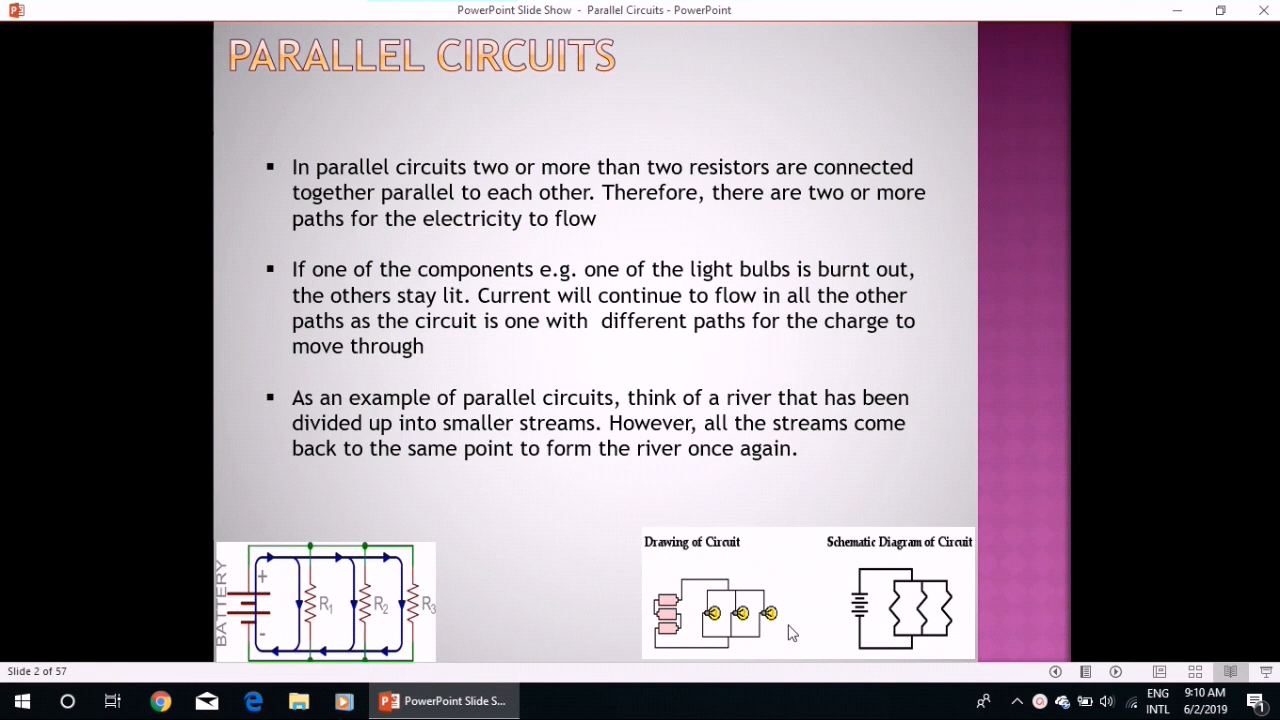 PowerPoint Slide Show - Parallel Circuits - PowerPoint
PARALLEL CIRCUITS
In parallel circuits two or more than two resistors are connected
together parallel to each other. Therefore, there are two or more
paths for the electricity to flow
If one of the components e.g. one of the light bulbs is burnt out,
the others stay lit. Current will continue to flow in all the other
paths as the circuit is one with different paths for the charge to
move through
As an example of parallel circuits, think of a river that has been
divided up into smaller streams. However, all the streams come
back to the same point to form the river once again.
BATTERY
+
-
R1
R2
R3
Drawing of Circuit
Schematic Diagram of Circuit
Slide 2 of 57
PowerPoint Slide S...
ENG
INTL
9:10 AM
6/2/2019
1